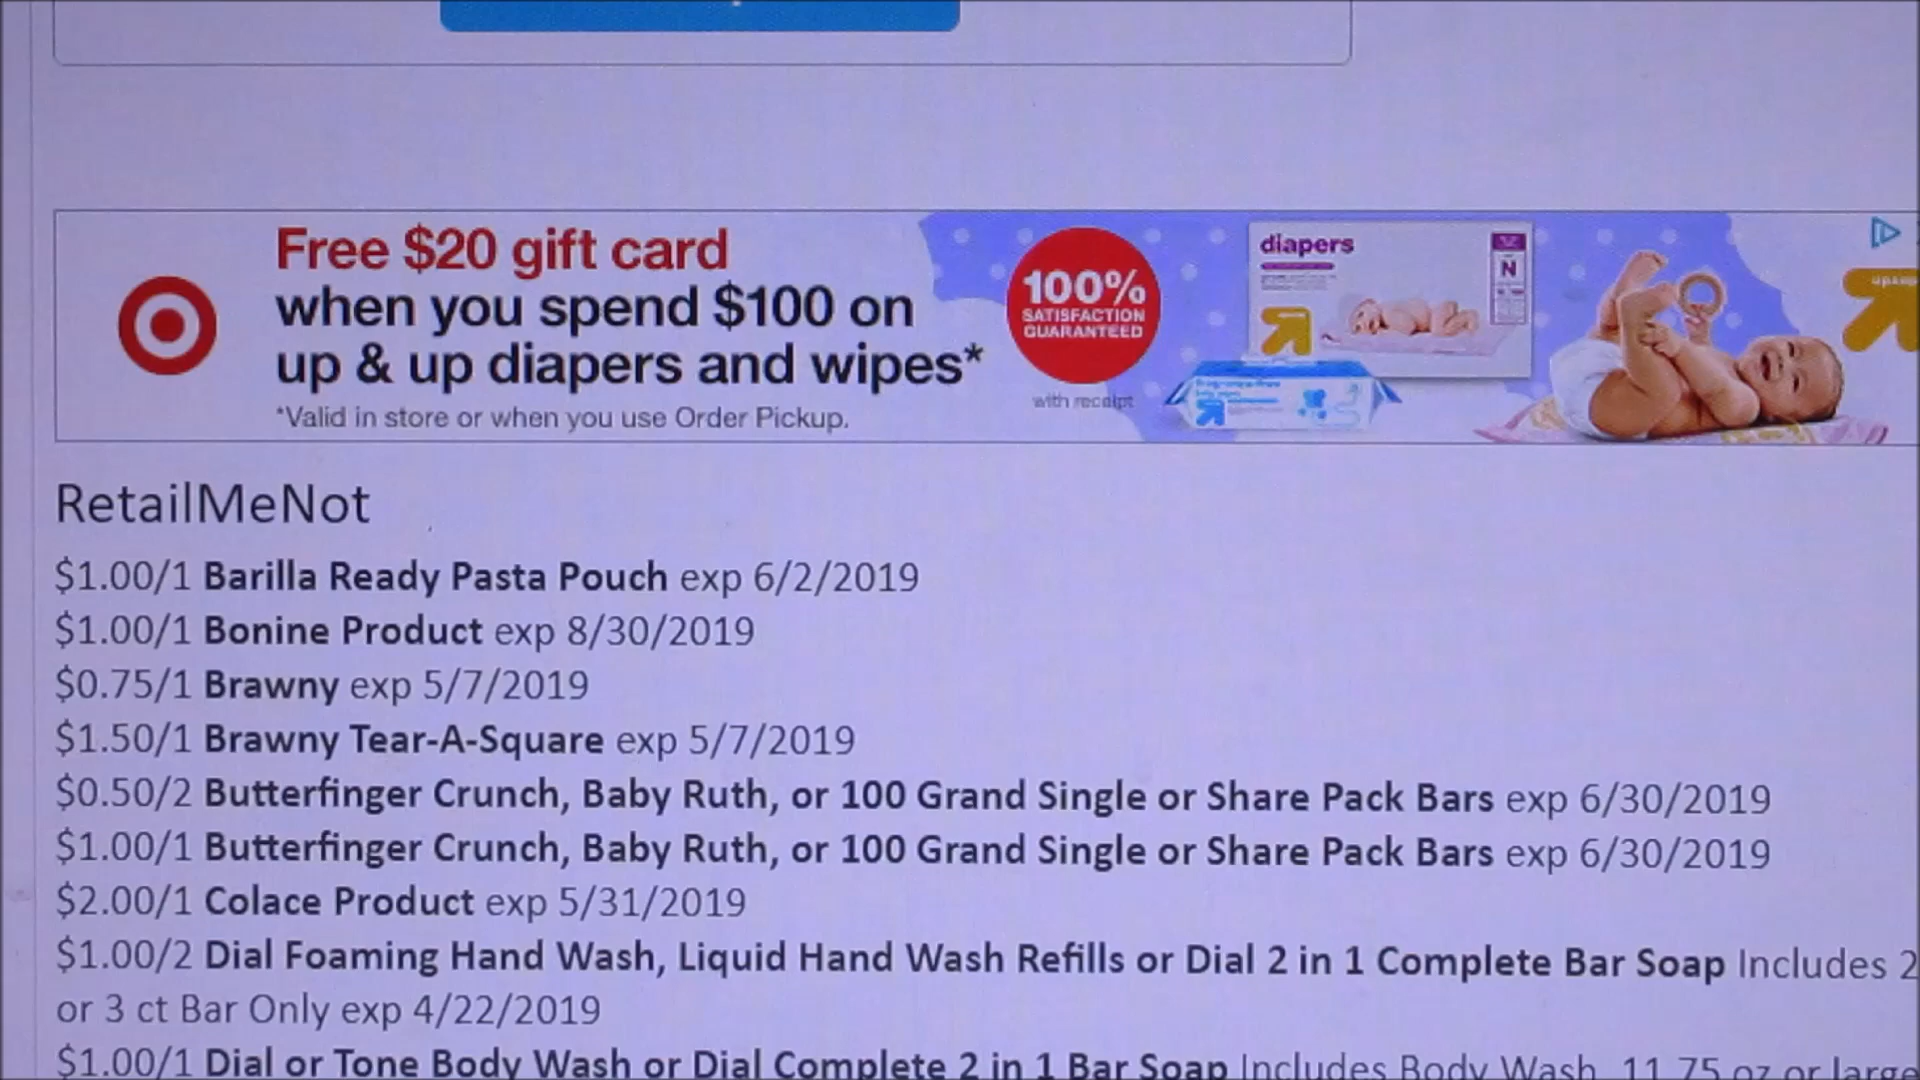 Free $20 gift card
when you spend $100 on
up & up diapers and wipes*
*Valid in store or when you use Order Pickup.
100%
SATISFACTION
GUARANTEED
with receipt
diapers
N
RetailMeNot
$1.00/1 Barilla Ready Pasta Pouch exp 6/2/2019
$1.00/1 Bonine Product exp 8/30/2019
$0.75/1 Brawny exp 5/7/2019
$1.50/1 Brawny Tear-A-Square exp 5/7/2019
$0.50/2 Butterfinger Crunch, Baby Ruth, or 100 Grand Single or Share Pack Bars exp 6/30/2019
$1.00/1 Butterfinger Crunch, Baby Ruth, or 100 Grand Single or Share Pack Bars exp 6/30/2019
$2.00/1 Colace Product exp 5/31/2019
$1.00/2 Dial Foaming Hand Wash, Liquid Hand Wash Refills or Dial 2 in 1 Complete Bar Soap Includes 2
or 3 ct Bar Only exp 4/22/2019
$1.00/1 Dial or Tone Body Wash or Dial Complete 2 in 1 Bar Soap Includes Body Wash, 11.75 oz or large